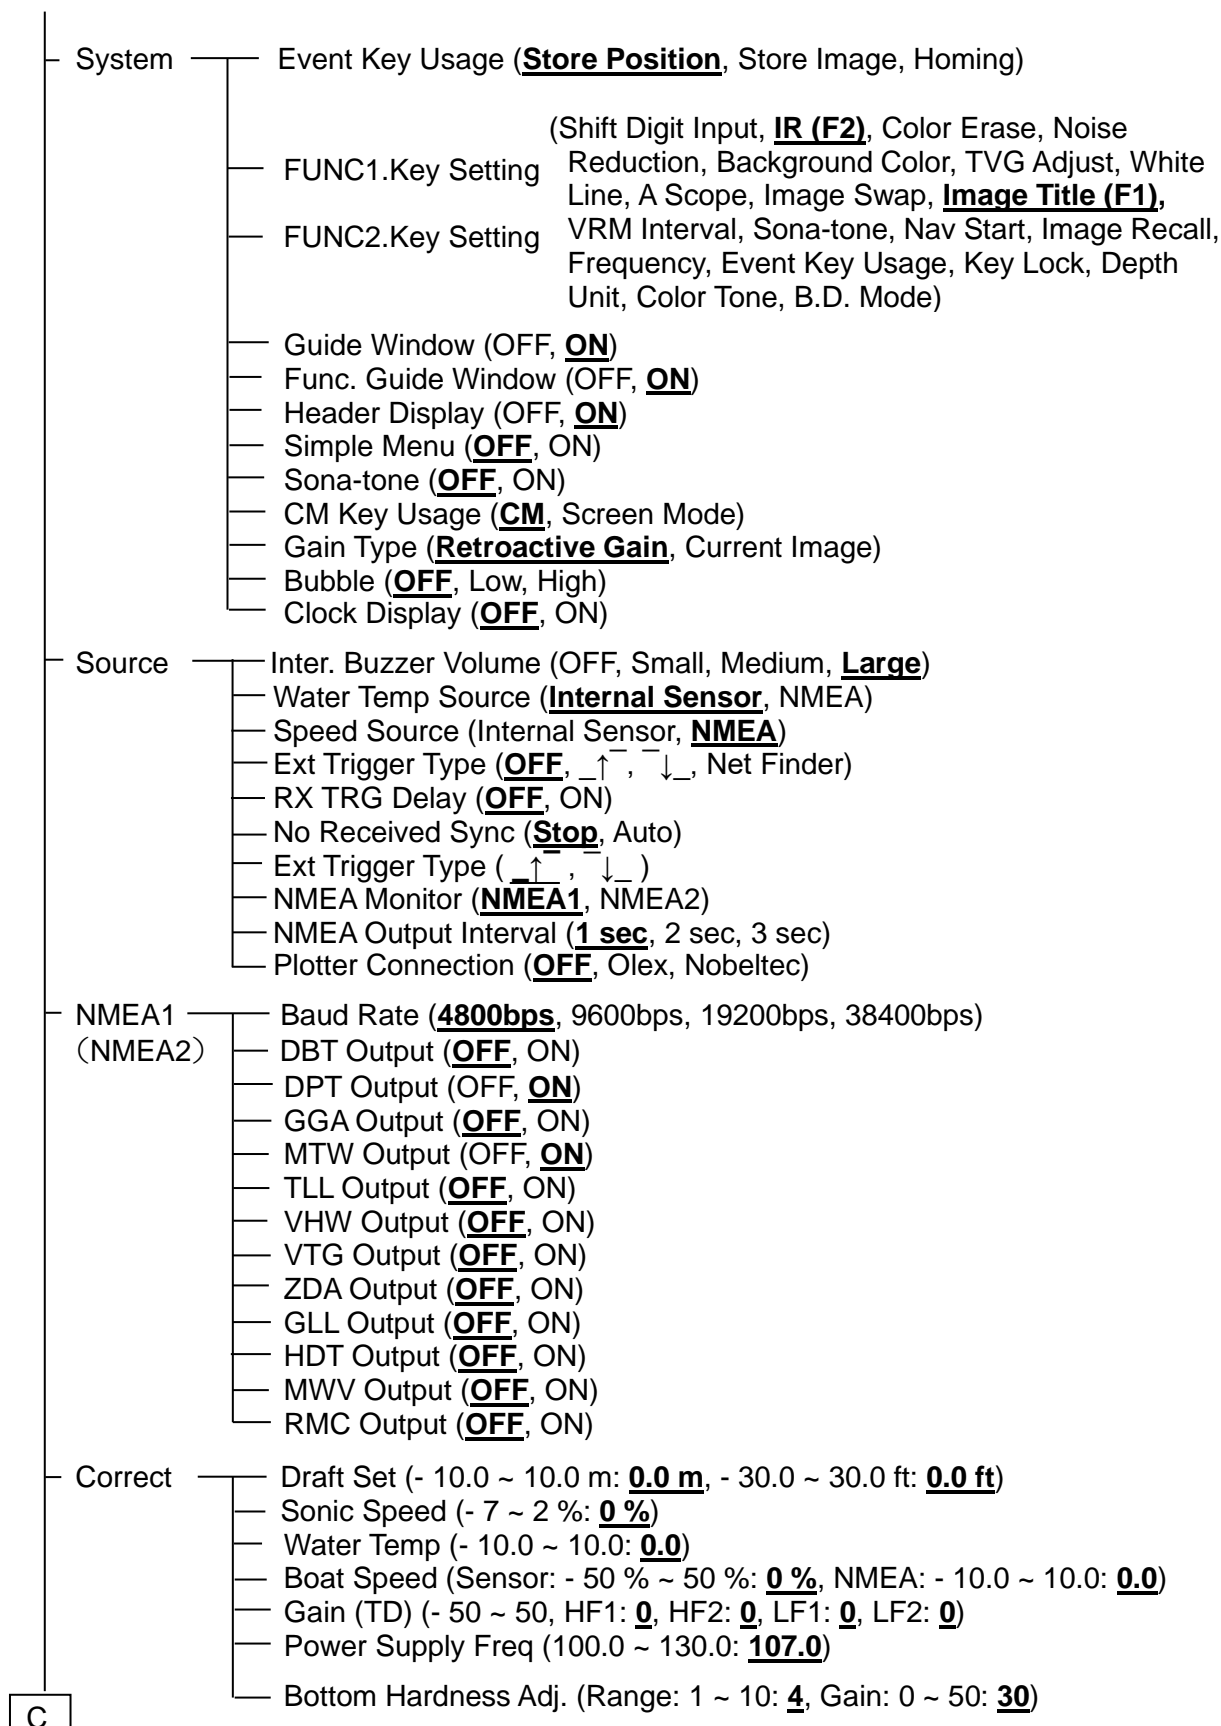 System Event Key Usage (Store Position, Store Image, Homing)
(Shift Digit Input, IR (F2), Color Erase, Noise
FUNC1.Key Setting Reduction, Background Color, TVG Adjust, White
Line, A Scope, Image Swap, Image Title (F1),
FUNC2.Key Setting VRM Interval, Sona-tone, Nav Start, Image Recall,
Frequency, Event Key Usage, Key Lock, Depth
Unit, Color Tone, B.D. Mode)
Guide Window (OFF, ON)
Func. Guide Window (OFF, ON)
Header Display (OFF, ON)
Simple Menu (OFF, ON)
Sona-tone (OFF, ON)
CM Key Usage (CM, Screen Mode)
Gain Type (Retroactive Gain, Current Image)
Bubble (OFF, Low, High)
Clock Display (OFF, ON)
Source Inter. Buzzer Volume (OFF, Small, Medium, Large)
Water Temp Source (Internal Sensor, NMEA)
Speed Source (Internal Sensor, NMEA)
Ext Trigger Type (OFF, _↑¯, ¯↓_, Net Finder)
RX TRG Delay (OFF, ON)
No Received Sync (Stop, Auto)
Ext Trigger Type ( _↑¯ , ¯↓_ )
NMEA Monitor (NMEA1, NMEA2)
NMEA Output Interval (1 sec, 2 sec, 3 sec)
Plotter Connection (OFF, Olex, Nobeltec)
NMEA1 Baud Rate (4800bps, 9600bps, 19200bps, 38400bps)
（NMEA2） DBT Output (OFF, ON)
DPT Output (OFF, ON)
GGA Output (OFF, ON)
MTW Output (OFF, ON)
TLL Output (OFF, ON)
VHW Output (OFF, ON)
VTG Output (OFF, ON)
ZDA Output (OFF, ON)
GLL Output (OFF, ON)
HDT Output (OFF, ON)
MWV Output (OFF, ON)
RMC Output (OFF, ON)
Correct Draft Set (- 10.0 ~ 10.0 m: 0.0 m, - 30.0 ~ 30.0 ft: 0.0 ft)
Sonic Speed (- 7 ~ 2 %: 0 %)
Water Temp (- 10.0 ~ 10.0: 0.0)
Boat Speed (Sensor: - 50 % ~ 50 %: 0 %, NMEA: - 10.0 ~ 10.0: 0.0)
Gain (TD) (- 50 ~ 50, HF1: 0, HF2: 0, LF1: 0, LF2: 0)
Power Supply Freq (100.0 ~ 130.0: 107.0)
Bottom Hardness Adj. (Range: 1 ~ 10: 4, Gain: 0 ~ 50: 30)
C